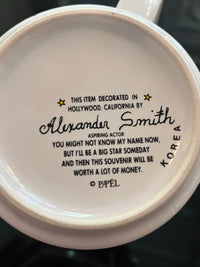 THIS ITEM DECORATED IN
HOLLYWOOD, CALIFORNIA BY
Alexander Smith
ASPIRING ACTOR
YOU MIGHT NOT KNOW MY NAME NOW,
BUT I'LL BE A BIG STAR SOMEDAY
AND THEN THIS SOUVENIR WILL BE
WORTH A LOT OF MONEY.
©
KOREA